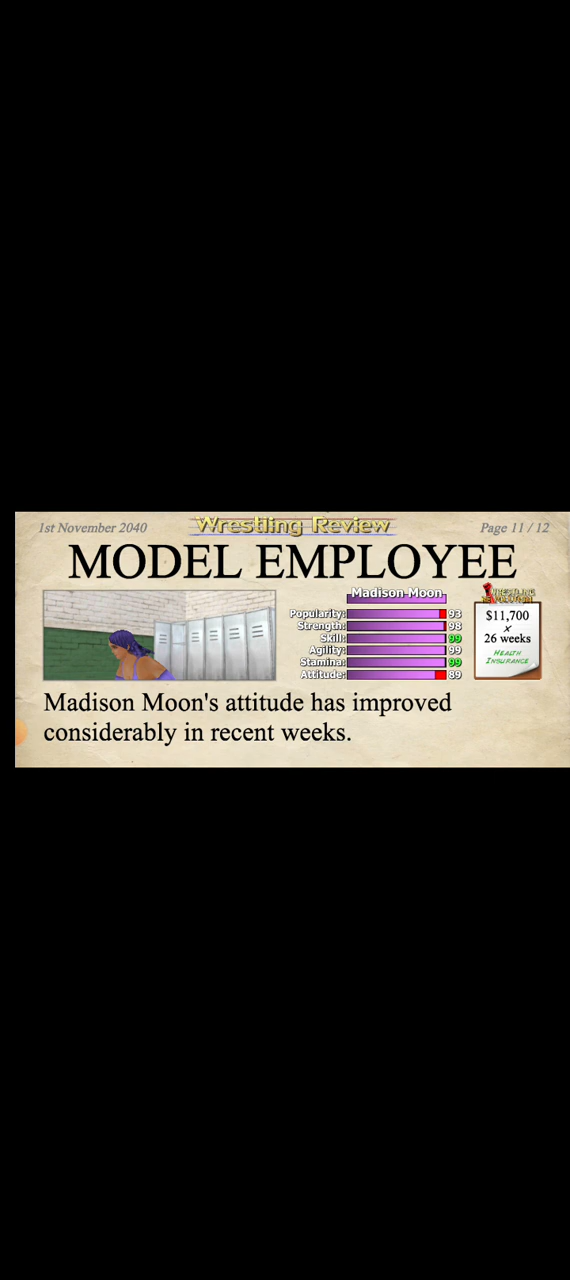 1st November 2040
Wrestling Review
Page 11 / 12
MODEL EMPLOYEE
Madison Moon
Popularity: 93
Strength: 98
Skill: 99
Agility: 99
Stamina: 99
Attitude: 89
$11,700
x
26 weeks
Health
Insurance
Madison Moon's attitude has improved
considerably in recent weeks.